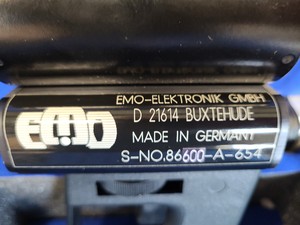 EMO-ELEKTRONIK GMBH
EMO
D 21614 BUXTEHUDE
MADE IN GERMANY
S-NO.86600-A-654